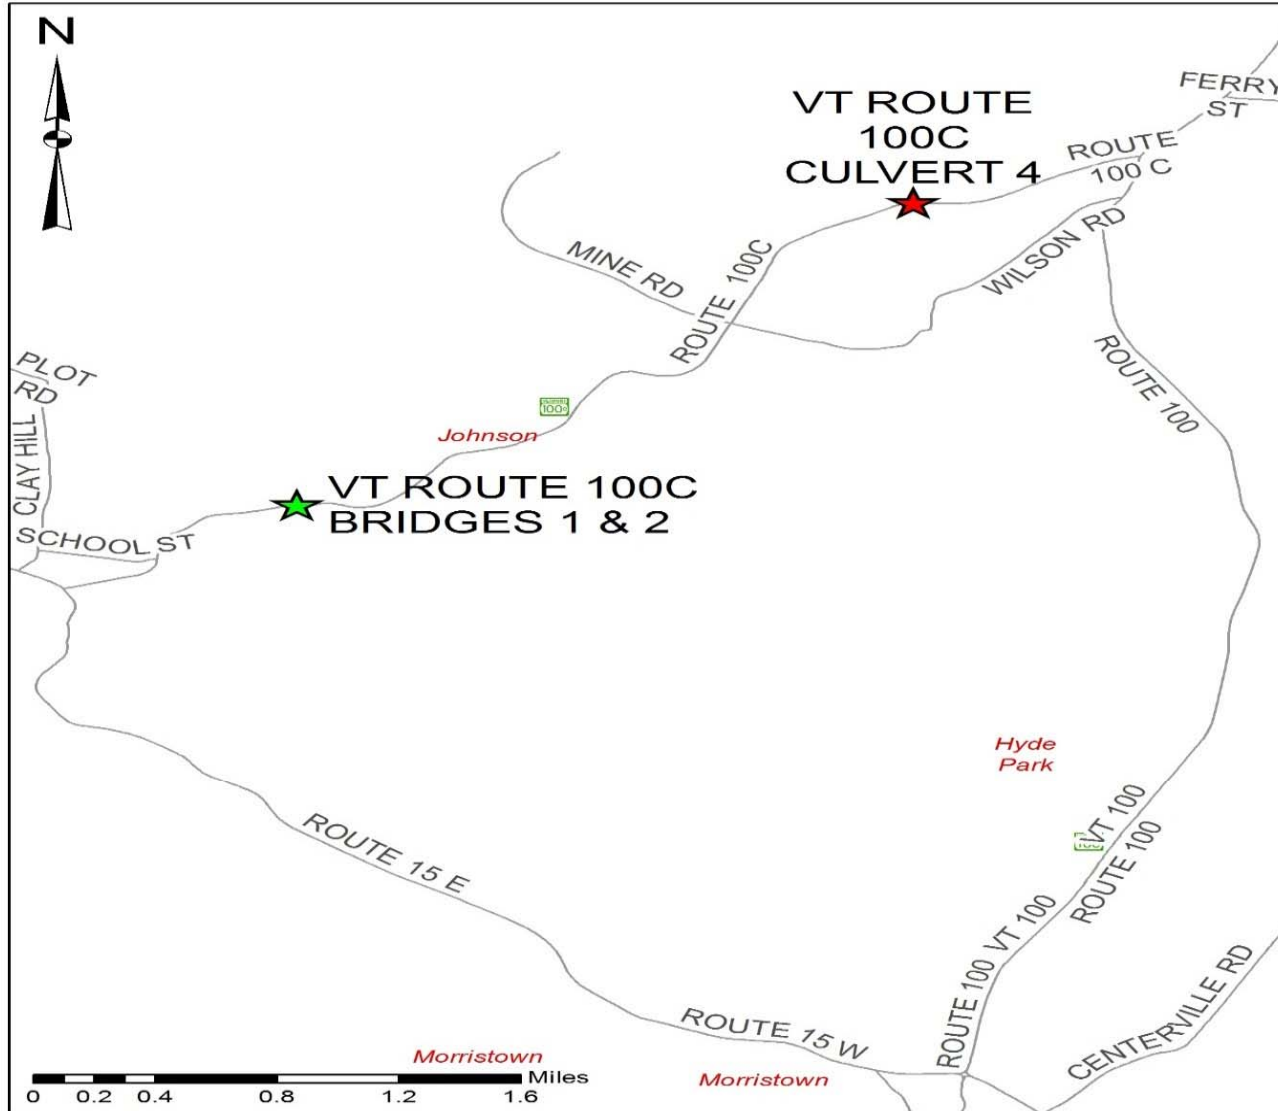 N
FERRY
ST
VT ROUTE
100C
CULVERT 4
ROUTE
100 C
WILSON RD
MINE RD
ROUTE 100C
ROUTE 100
PLOT
RD
CLAY HILL
Johnson
VT ROUTE 100C
BRIDGES 1 & 2
SCHOOL ST
Hyde
Park
VT 100
ROUTE 100
ROUTE 15 E
VT 100
ROUTE 100
CENTERVILLE RD
ROUTE 15 W
Morristown
Morristown
Miles
0 0.2 0.4 0.8 1.2 1.6